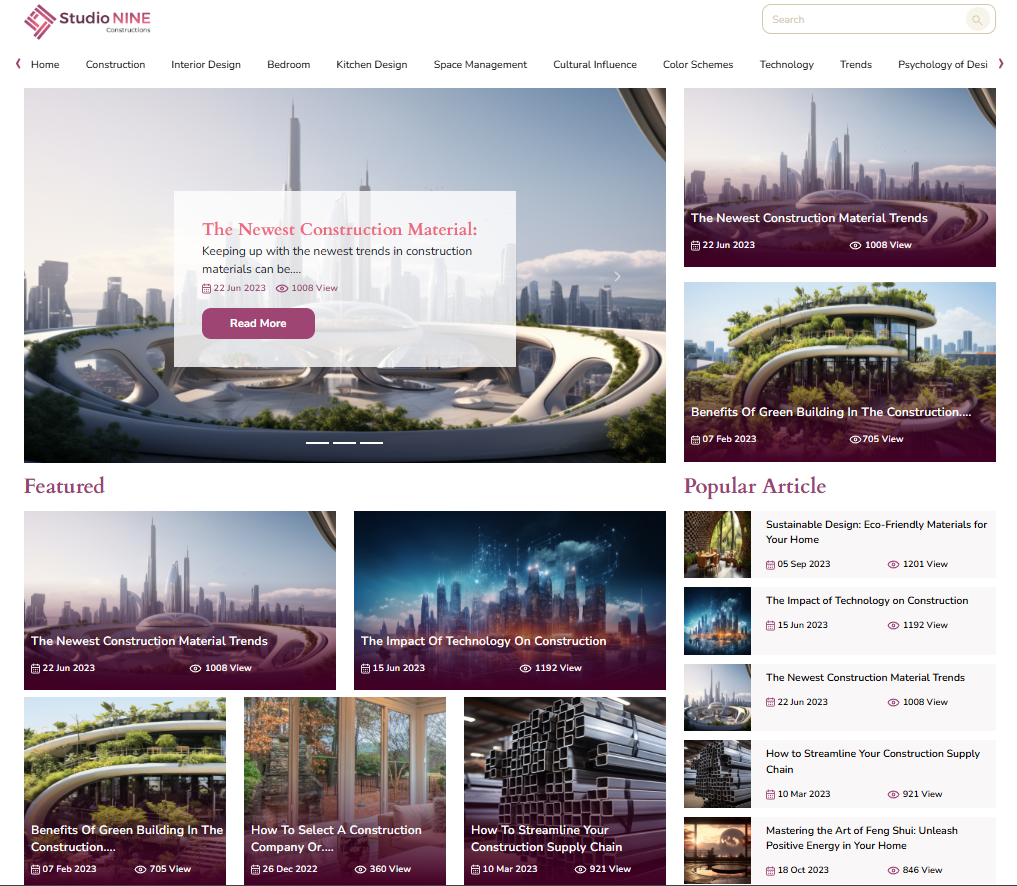 Studio NINE
Constructions
Search
Home
Construction
Interior Design
Bedroom
Kitchen Design
Space Management
Cultural Influence
Color Schemes
Technology
Trends
Psychology of Desi
The Newest Construction Material:
Keeping up with the newest trends in construction
materials can be....
22 Jun 2023
1008 View
Read More
The Newest Construction Material Trends
22 Jun 2023
1008 View
Benefits Of Green Building In The Construction....
07 Feb 2023
705 View
Featured
The Newest Construction Material Trends
22 Jun 2023
1008 View
The Impact Of Technology On Construction
15 Jun 2023
1192 View
Benefits Of Green Building In The
Construction....
07 Feb 2023
705 View
How To Select A Construction
Company Or....
26 Dec 2022
360 View
How To Streamline Your
Construction Supply Chain
10 Mar 2023
921 View
Popular Article
Sustainable Design: Eco-Friendly Materials for
Your Home
05 Sep 2023
1201 View
The Impact of Technology on Construction
15 Jun 2023
1192 View
The Newest Construction Material Trends
22 Jun 2023
1008 View
How to Streamline Your Construction Supply
Chain
10 Mar 2023
921 View
Mastering the Art of Feng Shui: Unleash
Positive Energy in Your Home
18 Oct 2023
846 View